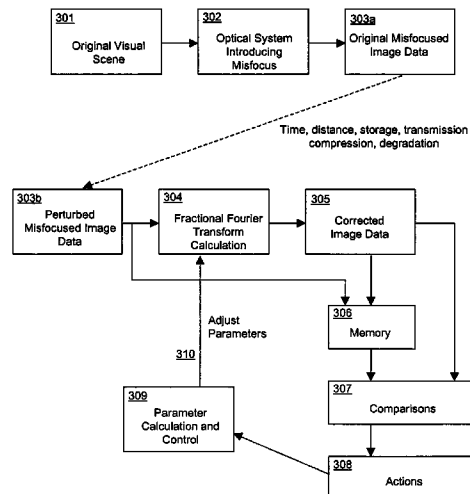 301
Original Visual
Scene
302
Optical System
Introducing
Misfocus
303a
Original Misfocused
Image Data
Time, distance, storage, transmission
compression, degradation
303b
Perturbed
Misfocused Image
Data
304
Fractional Fourier
Transform
Calculation
305
Corrected
Image Data
306
Memory
Adjust
Parameters
310
307
Comparisons
309
Parameter
Calculation and
Control
308
Actions